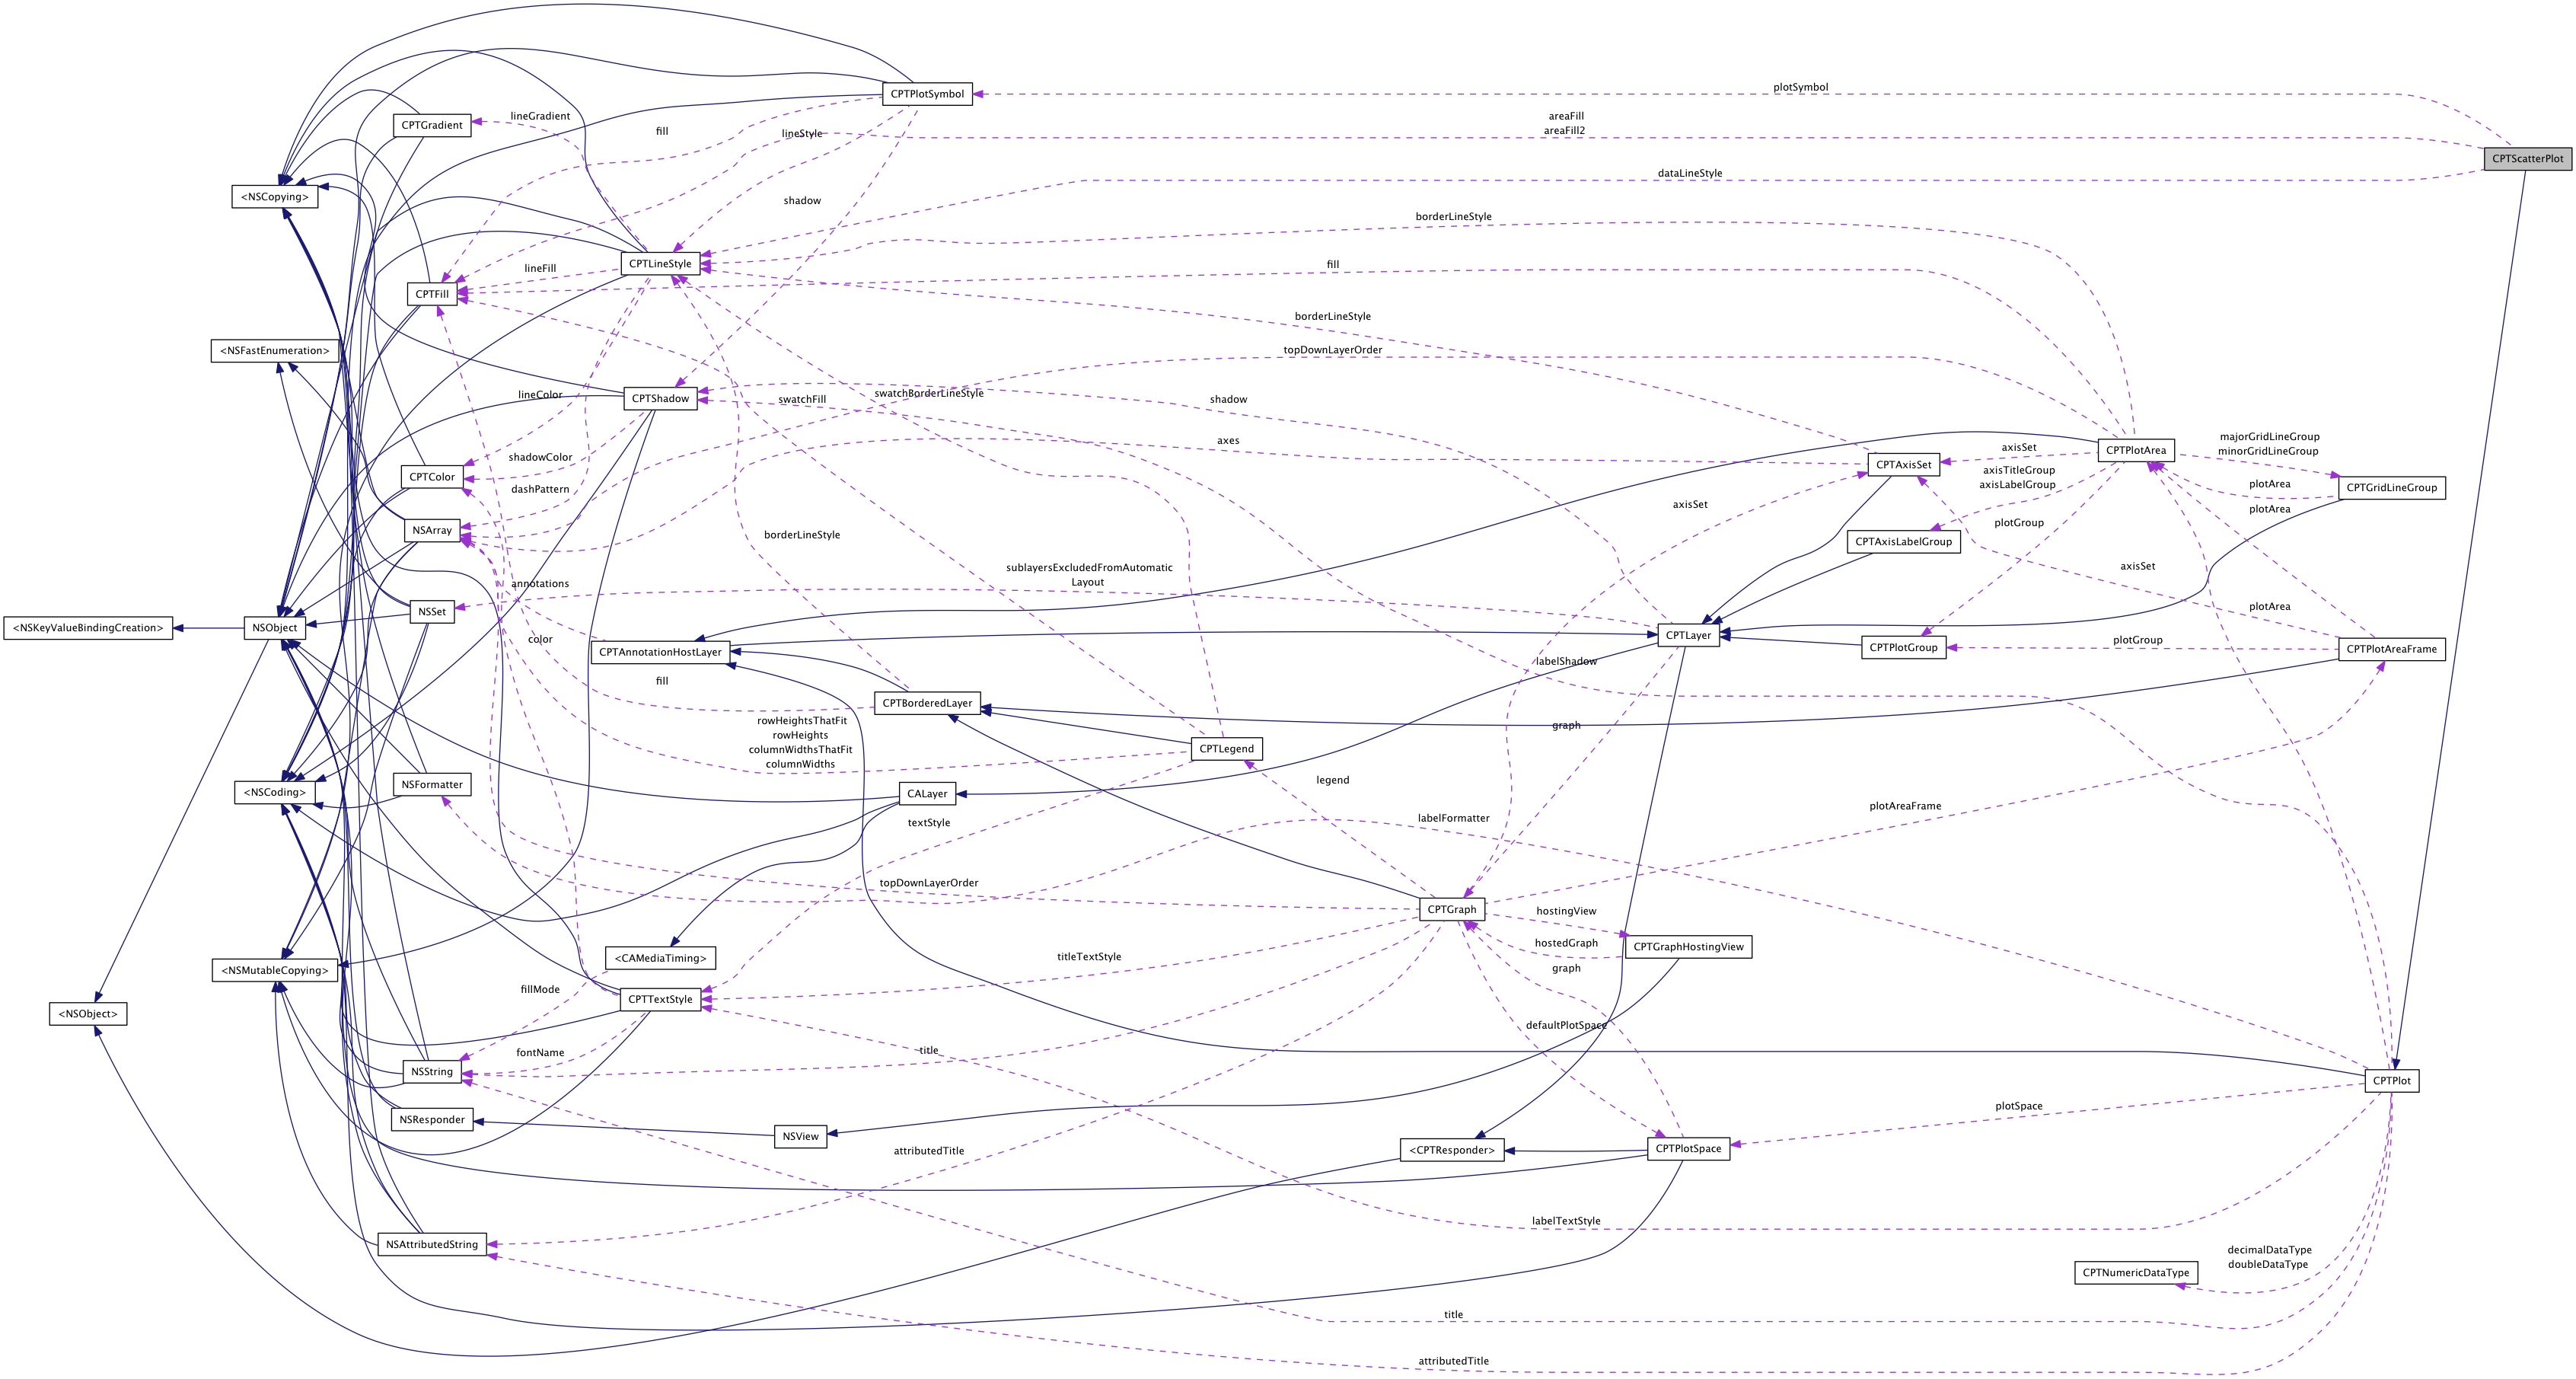 plotSymbol
CPTPlotSymbol
lineGradient
areaFill
areaFill2
CPTGradient
fill
lineStyle
CPTScatterPlot
dataLineStyle
<NSCopying>
shadow
borderLineStyle
CPTLineStyle
lineFill
fill
CPTFill
borderLineStyle
<NSFastEnumeration>
topDownLayerOrder
lineColor
CPTShadow
swatchFill
swatchBorderLineStyle
shadow
axes
majorGridLineGroup
minorGridLineGroup
CPTPlotArea
axisSet
shadowColor
CPTAxisSet
axisTitleGroup
axisLabelGroup
plotArea
CPTGridLineGroup
CPTColor
dashPattern
axisSet
plotArea
NSArray
plotGroup
borderLineStyle
CPTAxisLabelGroup
sublayersExcludedFromAutomatic
Layout
axisSet
annotations
NSSet
plotArea
<NSKeyValueBindingCreation>
NSObject
color
CPTAnnotationHostLayer
CPTLayer
plotGroup
CPTPlotGroup
CPTPlotAreaFrame
labelShadow
fill
CPTBorderedLayer
rowHeightsThatFit
rowHeights
columnWidthsThatFit
columnWidths
graph
CPTLegend
legend
<NSCoding>
NSFormatter
CALayer
plotAreaFrame
textStyle
labelFormatter
topDownLayerOrder
CPTGraph
hostingView
hostedGraph
CPTGraphHostingView
<CAMediaTiming>
titleTextStyle
graph
<NSMutableCopying>
fillMode
CPTTextStyle
<NSObject>
defaultPlotSpace
fontName
title
NSString
CPTPlot
plotSpace
NSResponder
NSView
attributedTitle
<CPTResponder>
CPTPlotSpace
labelTextStyle
NSAttributedString
decimalDataType
doubleDataType
CPTNumericDataType
title
attributedTitle